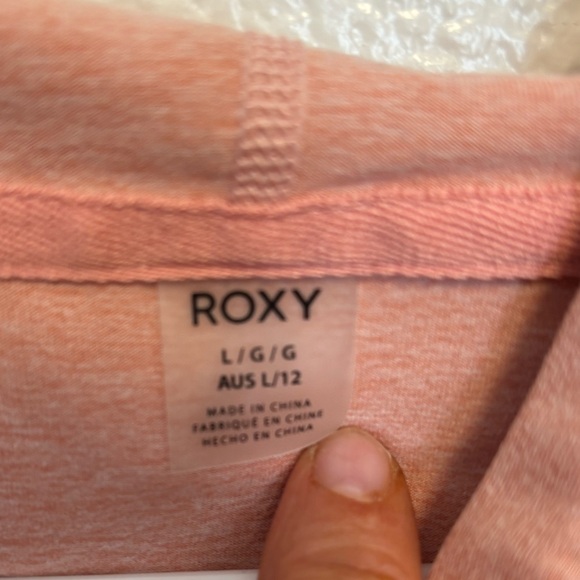 ROXY
L / G / G
AUS L/12
MADE IN CHINA
FABRIQUÉ EN CHINE
HECHO EN CHINA